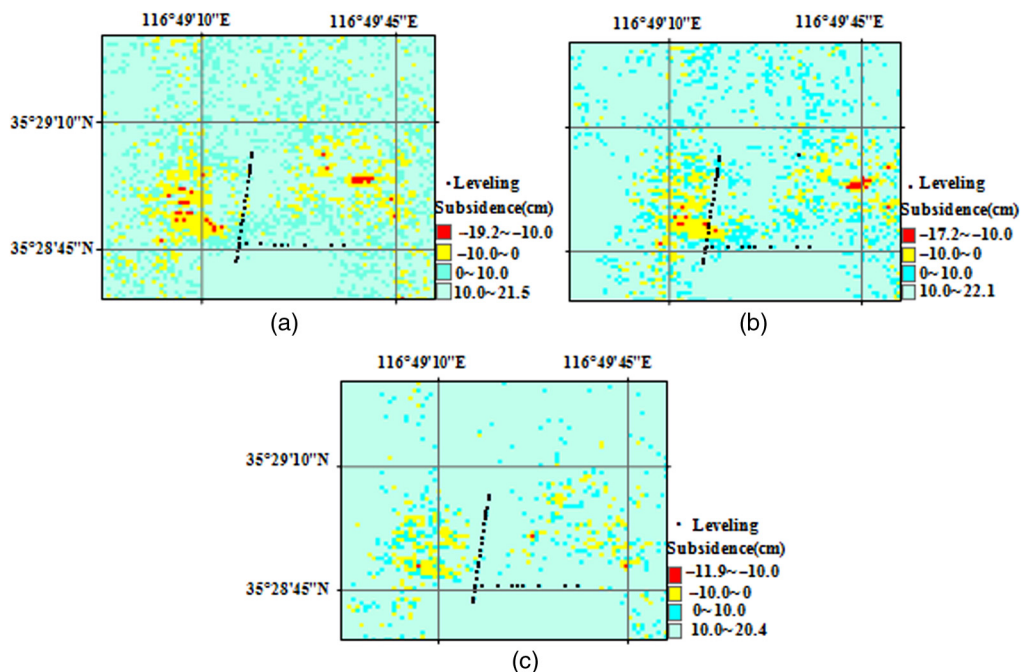 116°49'10"E 116°49'45"E
35°29'10"N
35°28'45"N
Leveling
Subsidence(cm)
−19.2~−10.0
−10.0~0
0~10.0
10.0~21.5
(a)
116°49'10"E 116°49'45"E
Leveling
Subsidence(cm)
−17.2~−10.0
−10.0~0
0~10.0
10.0~22.1
(b)
116°49'10"E 116°49'45"E
35°29'10"N
35°28'45"N
Leveling
Subsidence(cm)
−11.9~−10.0
−10.0~0
0~10.0
10.0~20.4
(c)